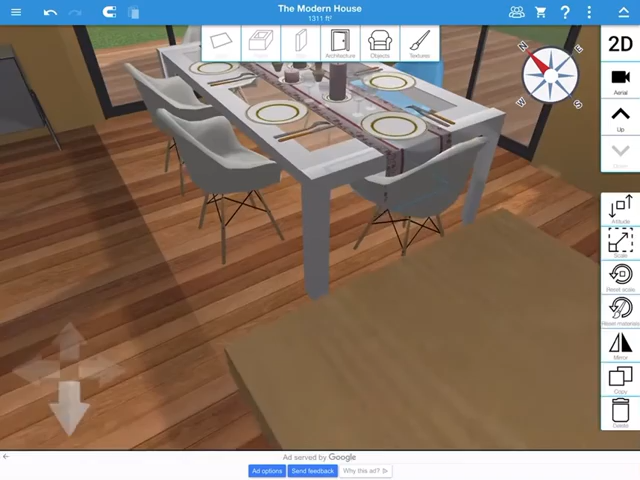 The Modern House
1311 ft²
Architecture
Objects
Textures
2D
Aerial
Up
N
E
W
S
Altitude
Scale
Reset scale
Reset materials
Mirror
Copy
Delete
Ad served by Google
Ad options
Send feedback
Why this ad?